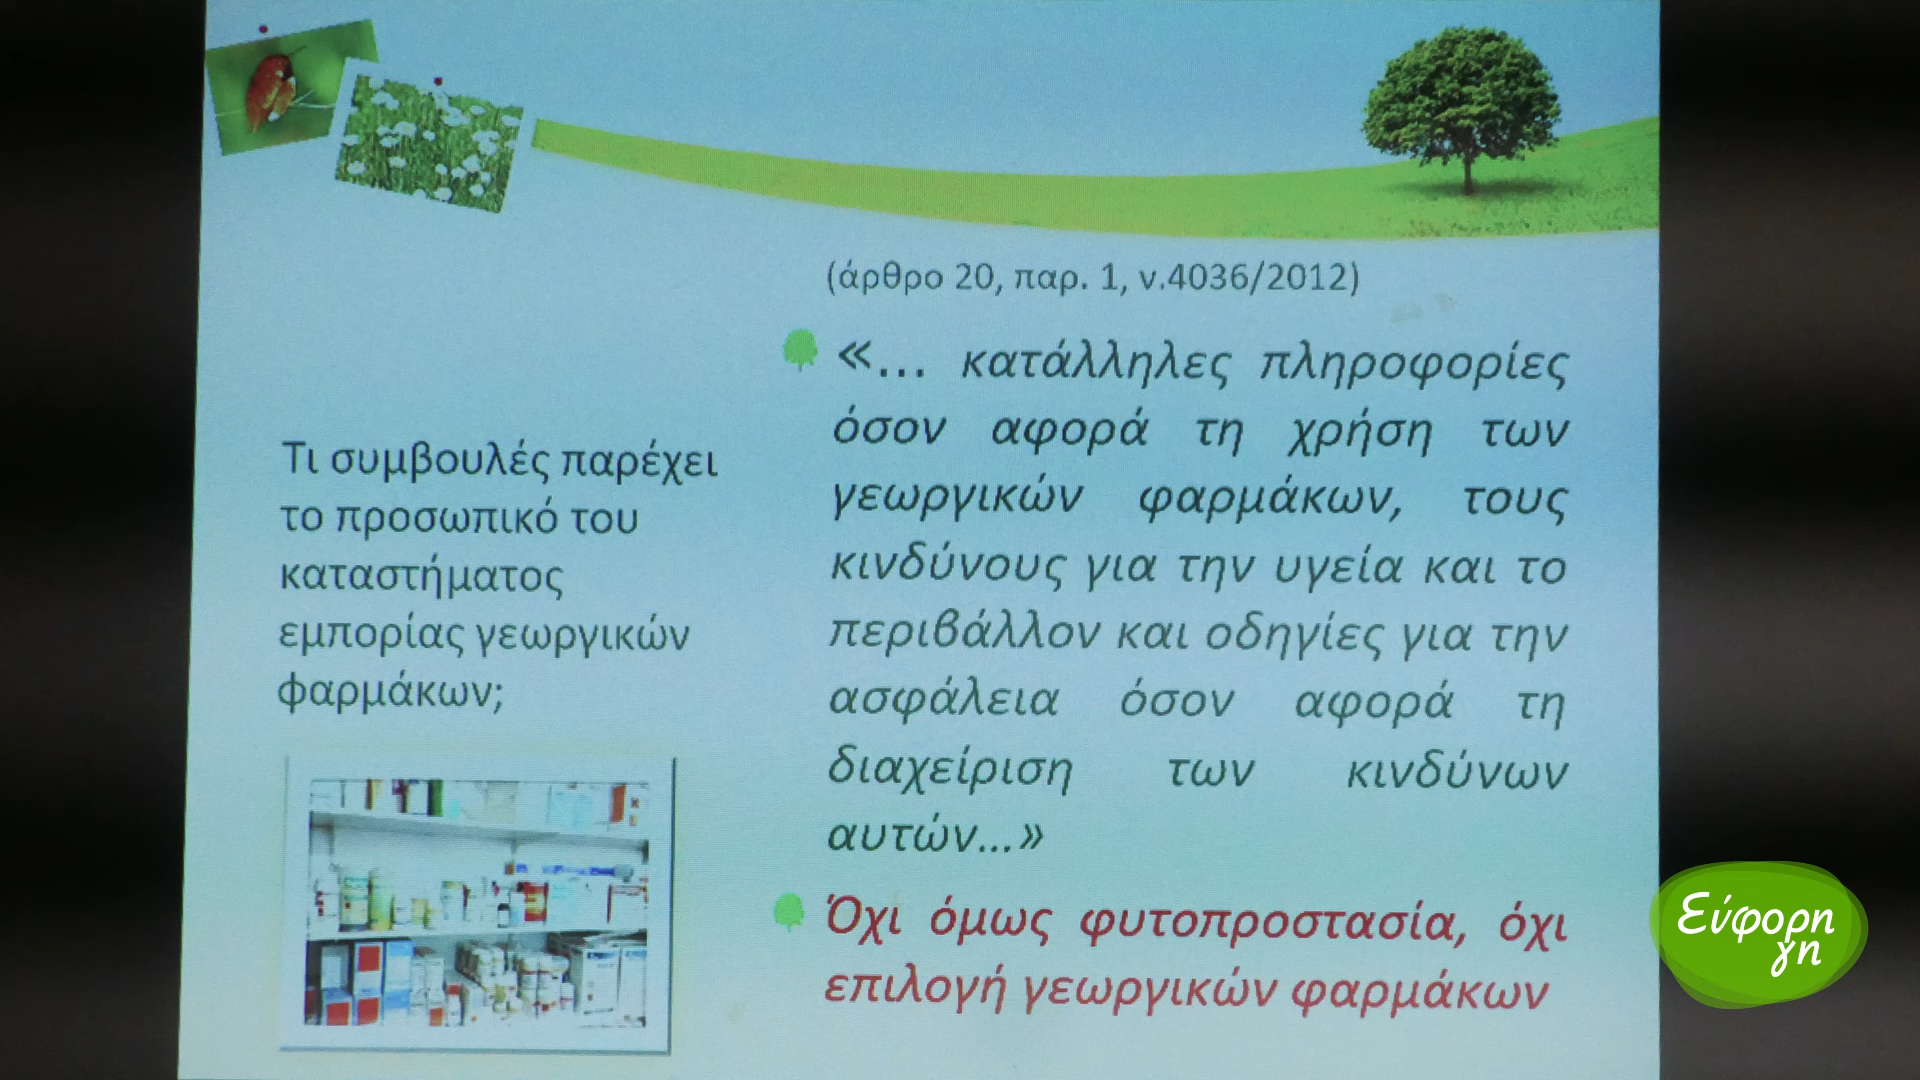 (άρθρο 20, παρ. 1, ν.4036/2012)
Τι συμβουλές παρέχει
το προσωπικό του
καταστήματος
εμπορίας γεωργικών
φαρμάκων;
«... κατάλληλες πληροφορίες
όσον αφορά τη χρήση των
γεωργικών φαρμάκων, τους
κινδύνους για την υγεία και το
περιβάλλον και οδηγίες για την
ασφάλεια όσον αφορά τη
διαχείριση των κινδύνων
αυτών...»
Όχι όμως φυτοπροστασία, όχι
επιλογή γεωργικών φαρμάκων
Εύφορη
γη